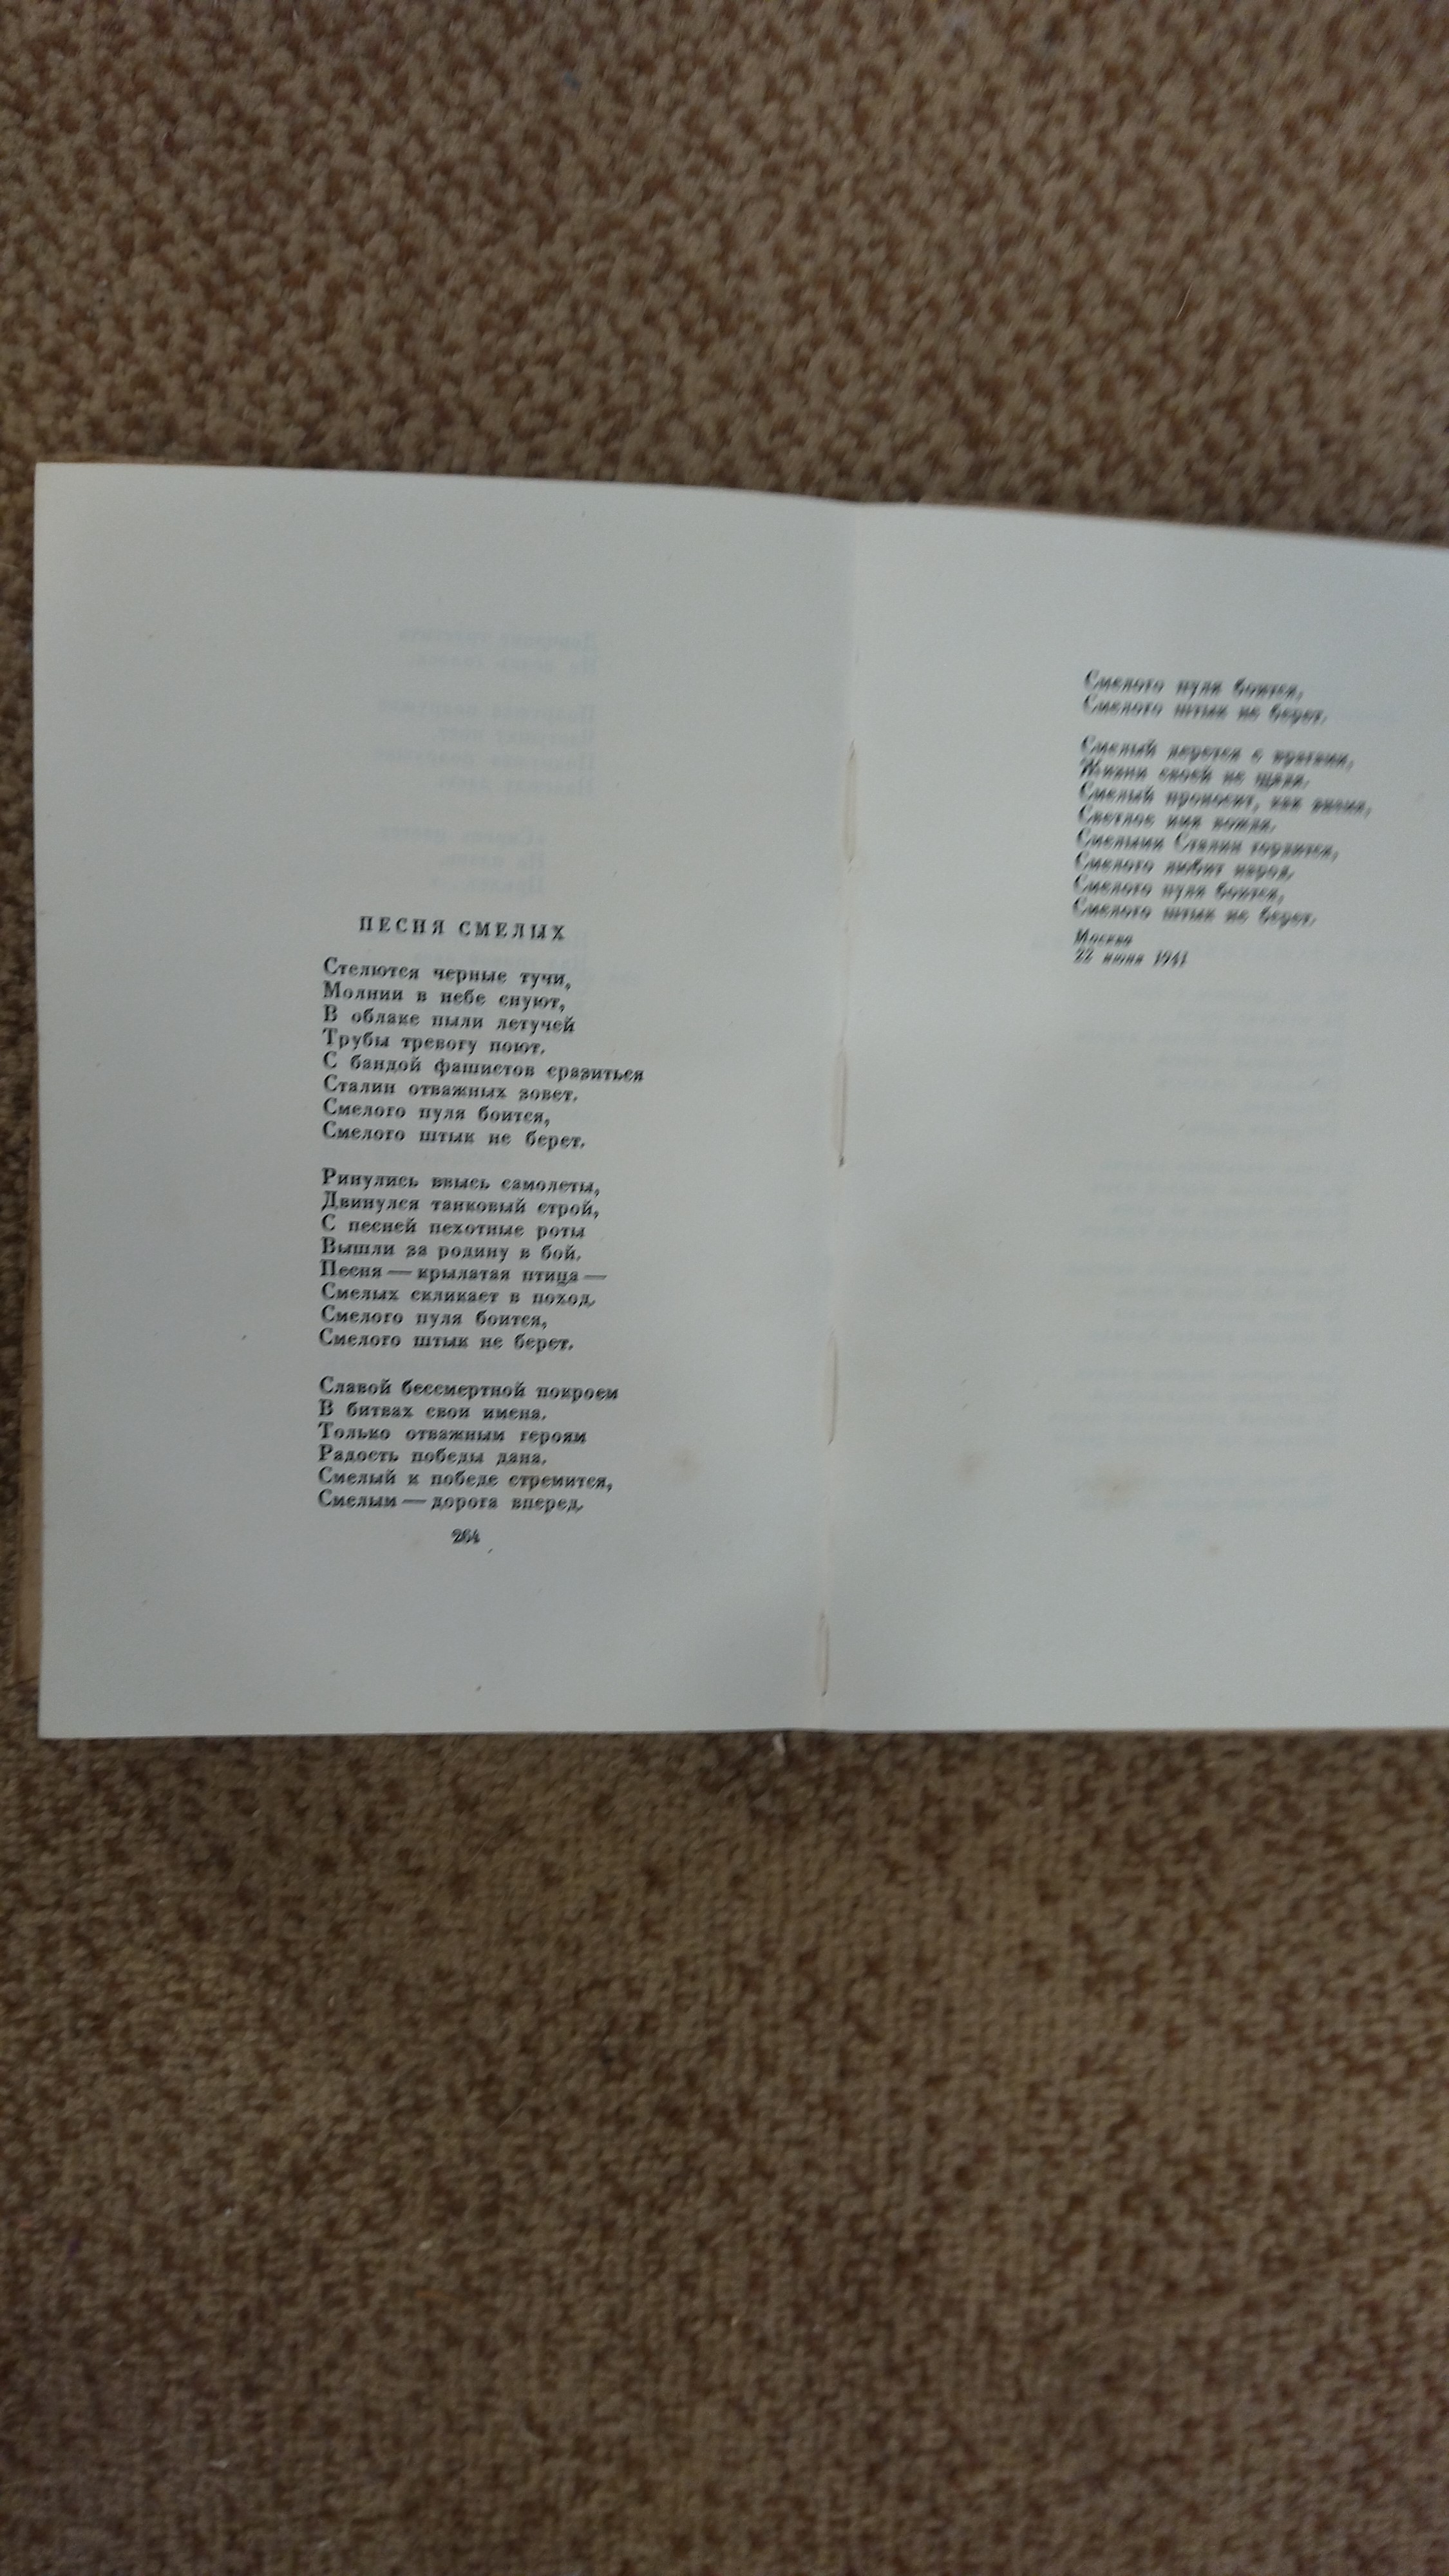 ПЕСНЯ СМЕЛЫХ
Стелются черные тучи,
Молнии в небе снуют,
В облаке пыли летучей
Трубы тревогу поют.
С бандой фашистов сразиться
Сталин отважных зовет.
Смелого пуля боится,
Смелого штык не берет.
Ринулись ввысь самолеты,
Двинулся танковый строй,
С песней пехотные роты
Вышли за родину в бой.
Песня — крылатая птица —
Смелых скликает в поход.
Смелого пуля боится,
Смелого штык не берет.
Славой бессмертной покроем
В битвах свои имена.
Только отважным героям
Радость победы дана.
Смелый к победе стремится,
Смелым — дорога вперед.
264
Смелого пуля боится,
Смелого штык не берет.
Смелый дерется с врагами,
Жизни своей не щадя.
Смелый проносит, как знамя,
Светлое имя вождя.
Смелыми Сталин гордится,
Смелого любит народ,
Смелого пуля боится,
Смелого штык не берет.
Москва
22 июня 1941